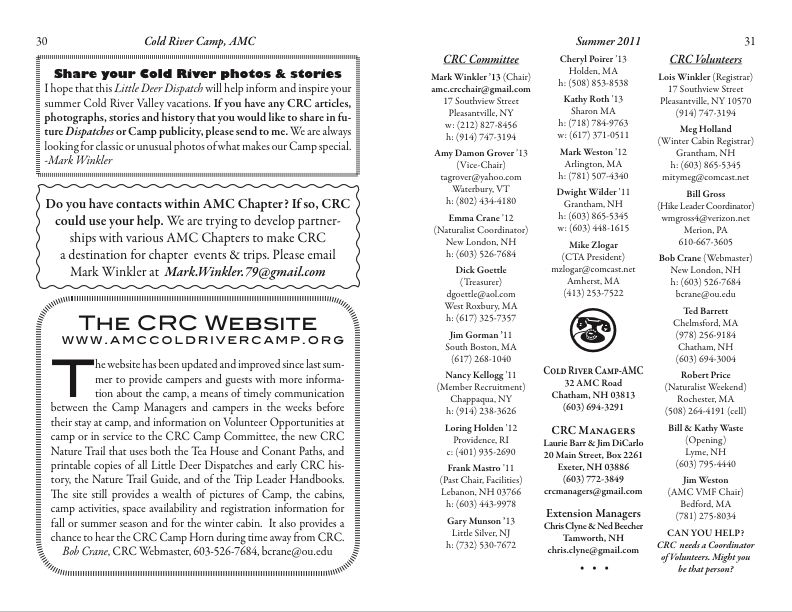 30
Cold River Camp, AMC
Share your Cold River photos & stories
I hope that this Little Deer Dispatch will help inform and inspire your
summer Cold River Valley vacations. If you have any CRC articles,
photographs, stories and history that you would like to share in fu-
ture Dispatches or Camp publicity, please send to me. We are always
looking for classic or unusual photos of what makes our Camp special.
-Mark Winkler
Do you have contacts within AMC Chapter? If so, CRC
could use your help. We are trying to develop partner-
ships with various AMC Chapters to make CRC
a destination for chapter events & trips. Please email
Mark Winkler at Mark.Winkler.79@gmail.com
The CRC Website
www.amccoldrivercamp.org
The website has been updated and improved since last sum-
mer to provide campers and guests with more informa-
tion about the camp, a means of timely communication
between the Camp Managers and campers in the weeks before
their stay at camp, and information on Volunteer Opportunities at
camp or in service to the CRC Camp Committee, the new CRC
Nature Trail that uses both the Tea House and Conant Paths, and
printable copies of all Little Deer Dispatches and early CRC his-
tory, the Nature Trail Guide, and of the Trip Leader Handbooks.
The site still provides a wealth of pictures of Camp, the cabins,
camp activities, space availability and registration information for
fall or summer season and for the winter cabin. It also provides a
chance to hear the CRC Camp Horn during time away from CRC.
Bob Crane, CRC Webmaster, 603-526-7684, bcrane@ou.edu
Summer 2011
31
CRC Committee
Mark Winkler '13 (Chair)
amc.crcchair@gmail.com
17 Southview Street
Pleasantville, NY
w: (212) 827-8456
h: (914) 747-3194
Amy Damon Grover '13
(Vice-Chair)
tagrover@yahoo.com
Waterbury, VT
h: (802) 434-4180
Emma Crane '12
(Naturalist Coordinator)
New London, NH
h: (603) 526-7684
Dick Goettle
(Treasurer)
dgoettle@aol.com
West Roxbury, MA
h: (617) 325-7357
Jim Gorman '11
South Boston, MA
(617) 268-1040
Nancy Kellogg '11
(Member Recruitment)
Chappaqua, NY
h: (914) 238-3626
Loring Holden '12
Providence, RI
c: (401) 935-2690
Frank Mastro '11
(Past Chair, Facilities)
Lebanon, NH 03766
h: (603) 443-9978
Gary Munson '13
Little Silver, NJ
h: (732) 530-7672
Cheryl Poirer '13
Holden, MA
h: (508) 853-8538
Kathy Roth '13
Sharon MA
h: (718) 784-9763
w: (617) 371-0511
Mark Weston '12
Arlington, MA
h: (781) 507-4340
Dwight Wilder '11
Grantham, NH
h: (603) 865-5345
w: (603) 448-1615
Mike Zlogar
(CTA President)
mzlogar@comcast.net
Amherst, MA
(413) 253-7522
Cold River Camp-AMC
32 AMC Road
Chatham, NH 03813
(603) 694-3291
CRC Managers
Laurie Barr & Jim DiCarlo
20 Main Street, Box 2261
Exeter, NH 03886
(603) 772-3849
crcmanagers@gmail.com
Extension Managers
Chris Clyne & Ned Beecher
Tamworth, NH
chris.clyne@gmail.com
• • •
CRC Volunteers
Lois Winkler (Registrar)
17 Southview Street
Pleasantville, NY 10570
(914) 747-3194
Meg Holland
(Winter Cabin Registrar)
Grantham, NH
h: (603) 865-5345
mitymeg@comcast.net
Bill Gross
(Hike Leader Coordinator)
wmgross4@verizon.net
Merion, PA
610-667-3605
Bob Crane (Webmaster)
New London, NH
h: (603) 526-7684
bcrane@ou.edu
Ted Barrett
Chelmsford, MA
(978) 256-9184
Chatham, NH
(603) 694-3004
Robert Price
(Naturalist Weekend)
Rochester, MA
(508) 264-4191 (cell)
Bill & Kathy Waste
(Opening)
Lyme, NH
(603) 795-4440
Jim Weston
(AMC VMF Chair)
Bedford, MA
(781) 275-8034
CAN YOU HELP?
CRC needs a Coordinator
of Volunteers. Might you
be that person?